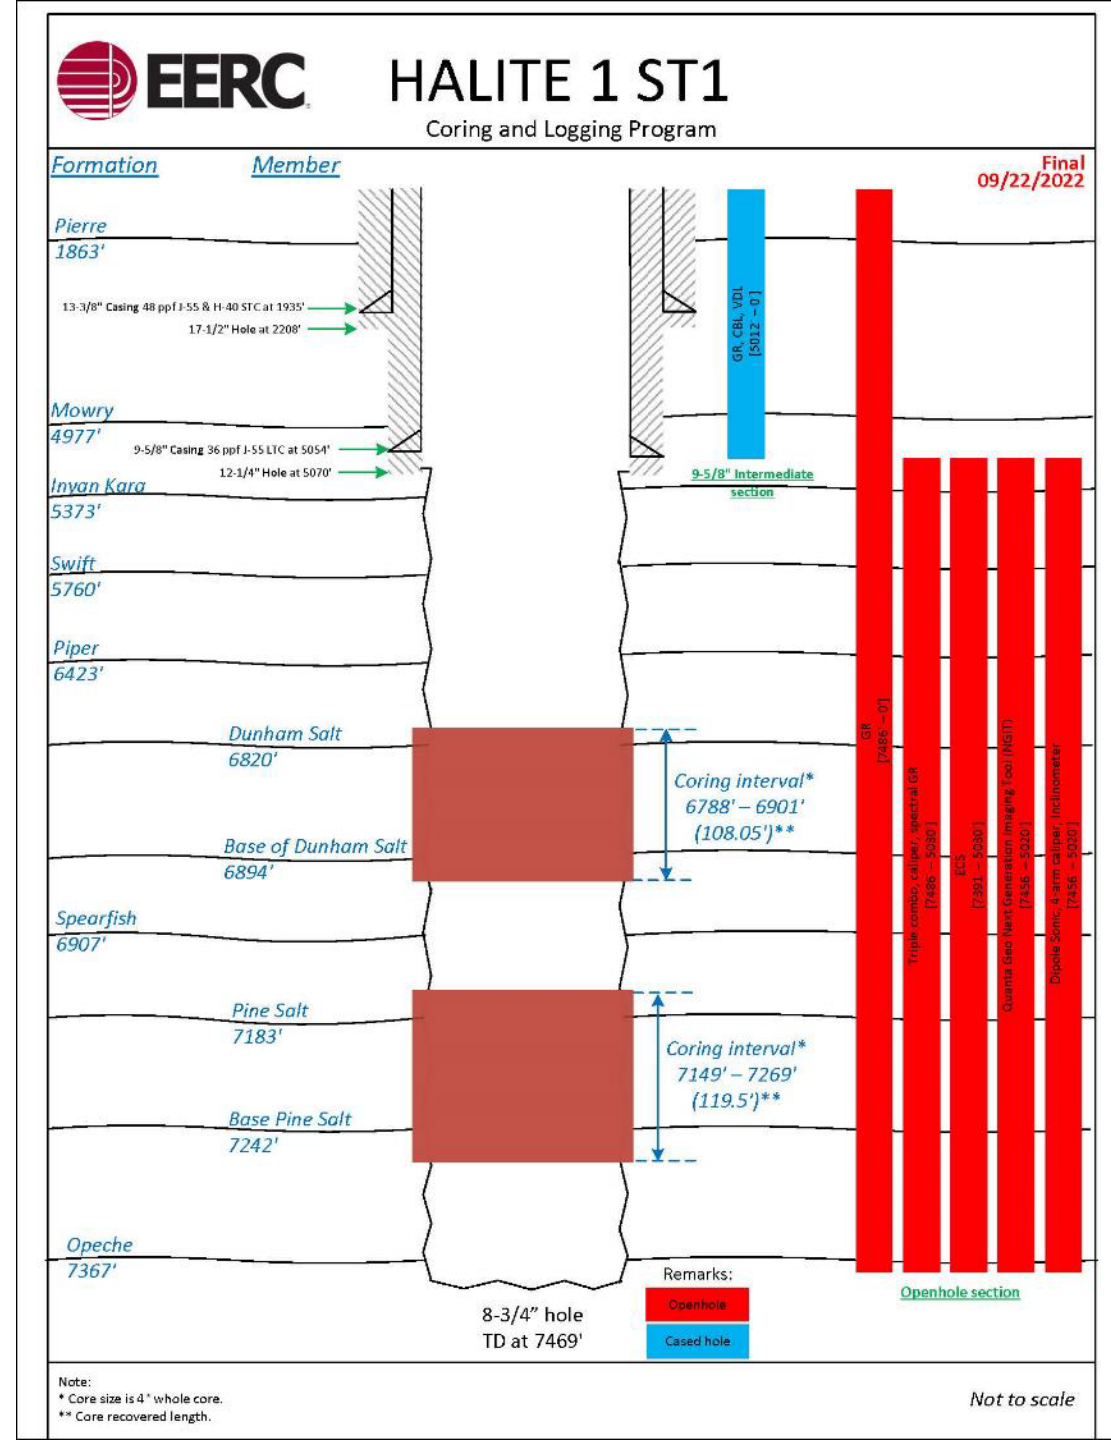 EERC
HALITE 1 ST1
Coring and Logging Program
Formation Member
Final
09/22/2022
Pierre
1863'
13-3/8" Casing 48 ppf J-55 & H-40 STC at 1935'
17-1/2" Hole at 2208'
GR, CBL, VDL
[5012' – 0']
Mowry
4977'
9-5/8" Casing 36 ppf J-55 LTC at 5054'
12-1/4" Hole at 5070'
9-5/8" Intermediate
section
Inyan Kara
5373'
Swift
5760'
Piper
6423'
Dunham Salt
6820'
Coring interval*
6788' – 6901'
(108.05')**
Base of Dunham Salt
6894'
Spearfish
6907'
Pine Salt
7183'
Coring interval*
7149' – 7269'
(119.5')**
Base Pine Salt
7242'
Opeche
7367'
GR
[7486' – 0']
Triple combo, caliper, spectral GR
[7486' – 5030']
ECS
[7391' – 5030']
Quanta Geo Next Generation Imaging Tool (NGIT)
[7456' – 5020']
Dipole Sonic, 4-arm caliper, Inclinometer
[7456' – 5020']
Openhole section
8-3/4" hole
TD at 7469'
Remarks:
Openhole
Cased hole
Note:
* Core size is 4" whole core.
** Core recovered length.
Not to scale